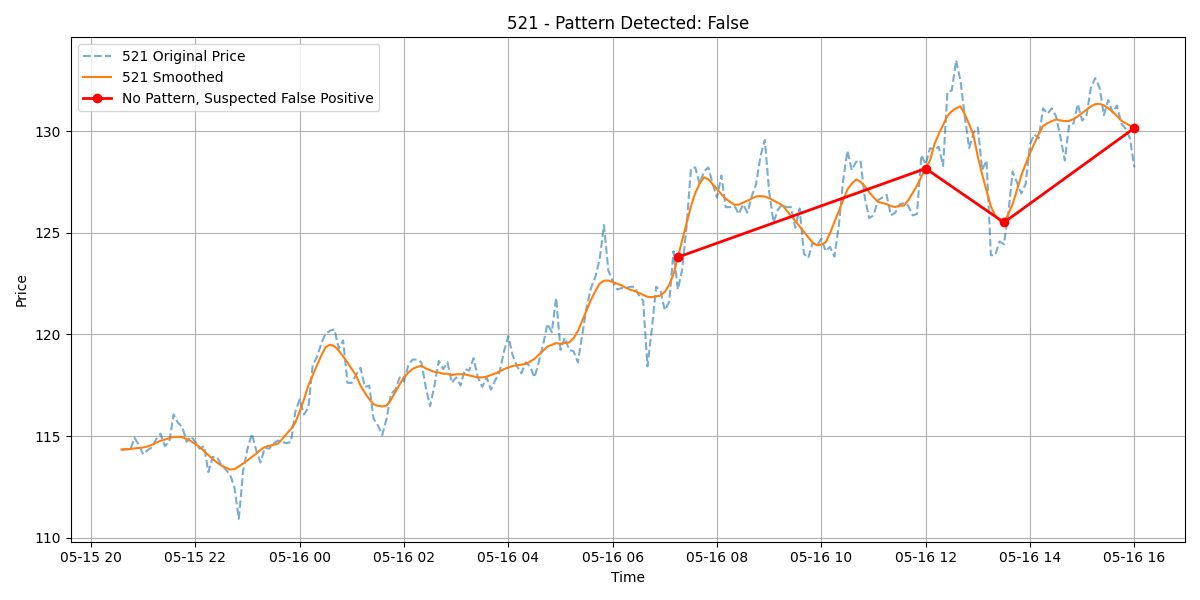 521 - Pattern Detected: False
521 Original Price
521 Smoothed
No Pattern, Suspected False Positive
Price
130
125
120
115
110
05-15 20 05-15 22 05-16 00 05-16 02 05-16 04 05-16 06 05-16 08 05-16 10 05-16 12 05-16 14 05-16 16
Time